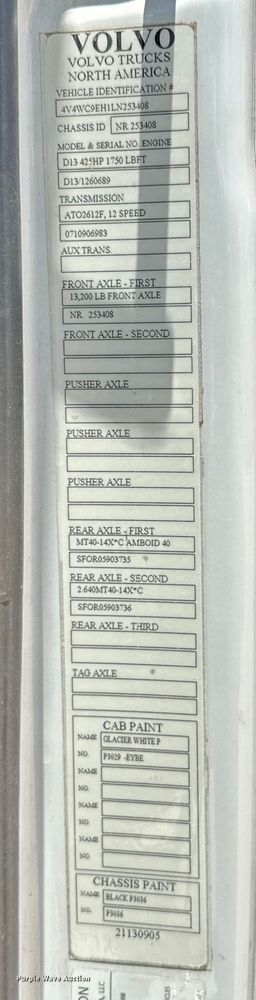 VOLVO
VOLVO TRUCKS
NORTH AMERICA
VEHICLE IDENTIFICATION #
4V4WC9EH1LN253408
CHASSIS ID NR 253408
MODEL & SERIAL NO. ENGINE
D13 425HP 1750 LBFT
D13/1260689
TRANSMISSION
ATO2612F, 12 SPEED
0710906983
AUX TRANS
FRONT AXLE - FIRST
13,200 LB FRONT AXLE
NR 253408
FRONT AXLE - SECOND
PUSHER AXLE
PUSHER AXLE
PUSHER AXLE
REAR AXLE - FIRST
MT40-14X*C AMBOID 40
SFOR05903735
REAR AXLE - SECOND
2.640MT40-14X*C
SFOR05903736
REAR AXLE - THIRD
TAG AXLE
CAB PAINT
NAME GLACIER WHITE P
NO. P3029 -EYBE
NAME
NO.
NAME
NO.
NAME
NO.
CHASSIS PAINT
NAME BLACK P3036
NO. P3036
21130905
Purple Wave Auction